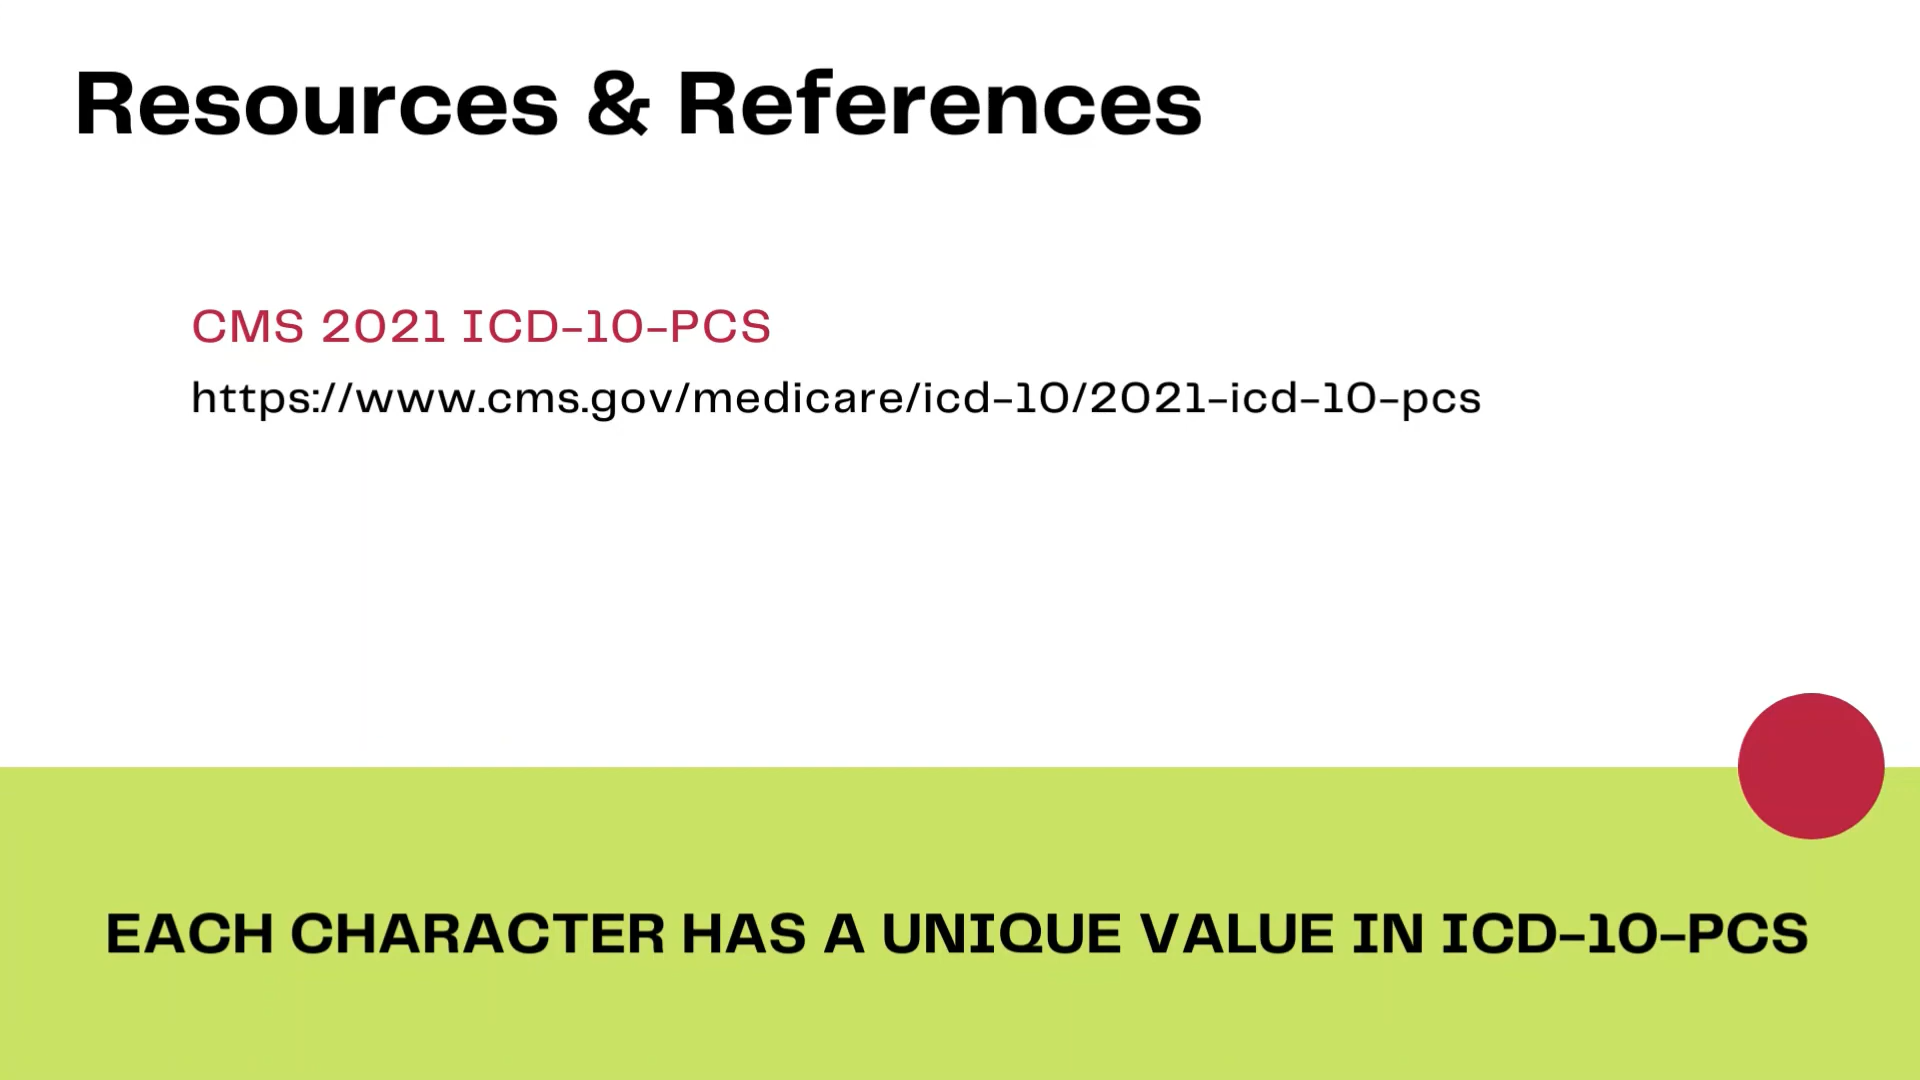 Resources & References
CMS 2021 ICD-10-PCS
https://www.cms.gov/medicare/icd-10/2021-icd-10-pcs
EACH CHARACTER HAS A UNIQUE VALUE IN ICD-10-PCS